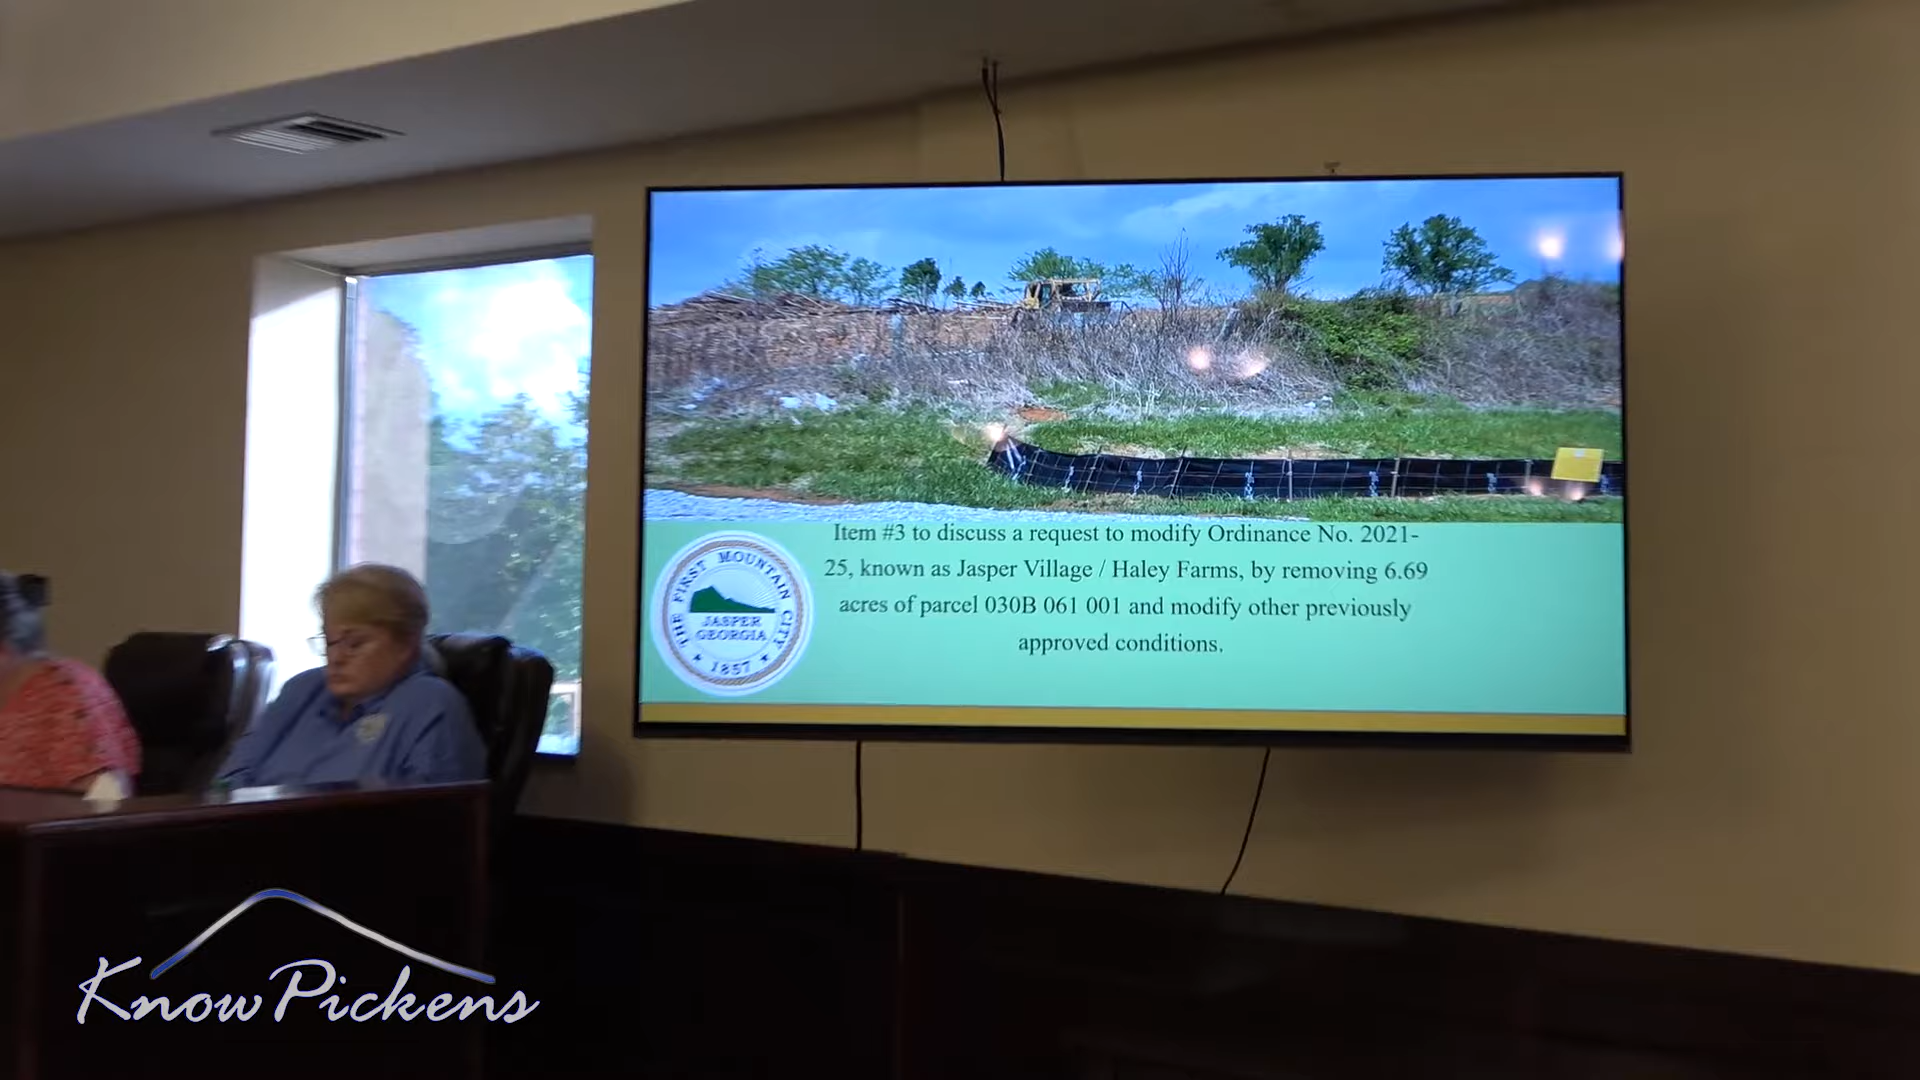 Item #3 to discuss a request to modify Ordinance No. 2021-
25, known as Jasper Village / Haley Farms, by removing 6.69
acres of parcel 030B 061 001 and modify other previously
approved conditions.
THE FIRST MOUNTAIN CITY
JASPER
GEORGIA
1857
KnowPickens